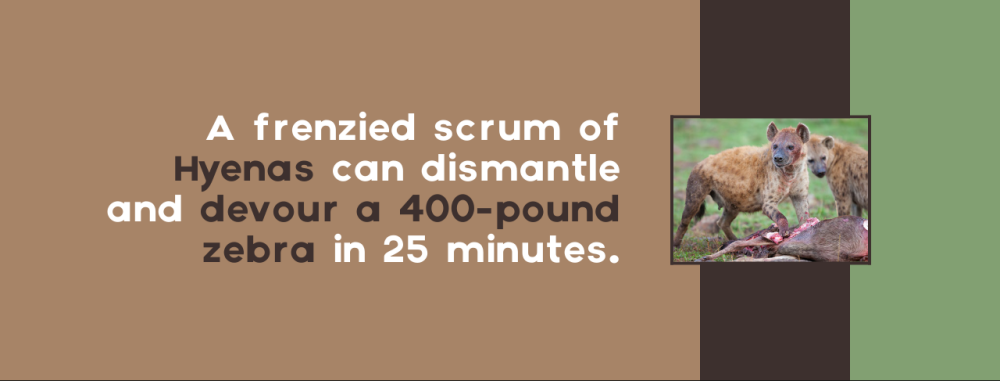 A frenzied scrum of
Hyenas can dismantle
and devour a 400-pound
zebra in 25 minutes.